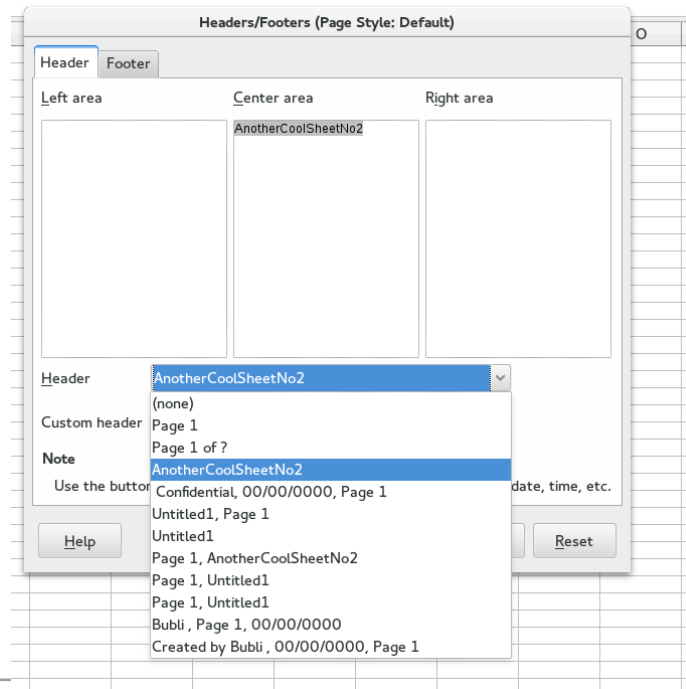 Headers/Footers (Page Style: Default)
O
Header Footer
Left area Center area Right area
AnotherCoolSheetNo2
Header AnotherCoolSheetNo2
(none)
Custom header
Page 1
Page 1 of ?
Note
AnotherCoolSheetNo2
Confidential, 00/00/0000, Page 1
Use the button date, time, etc.
Untitled1, Page 1
Untitled1
Help Reset
Page 1, AnotherCoolSheetNo2
Page 1, Untitled1
Page 1, Untitled1
Bubli , Page 1, 00/00/0000
Created by Bubli , 00/00/0000, Page 1